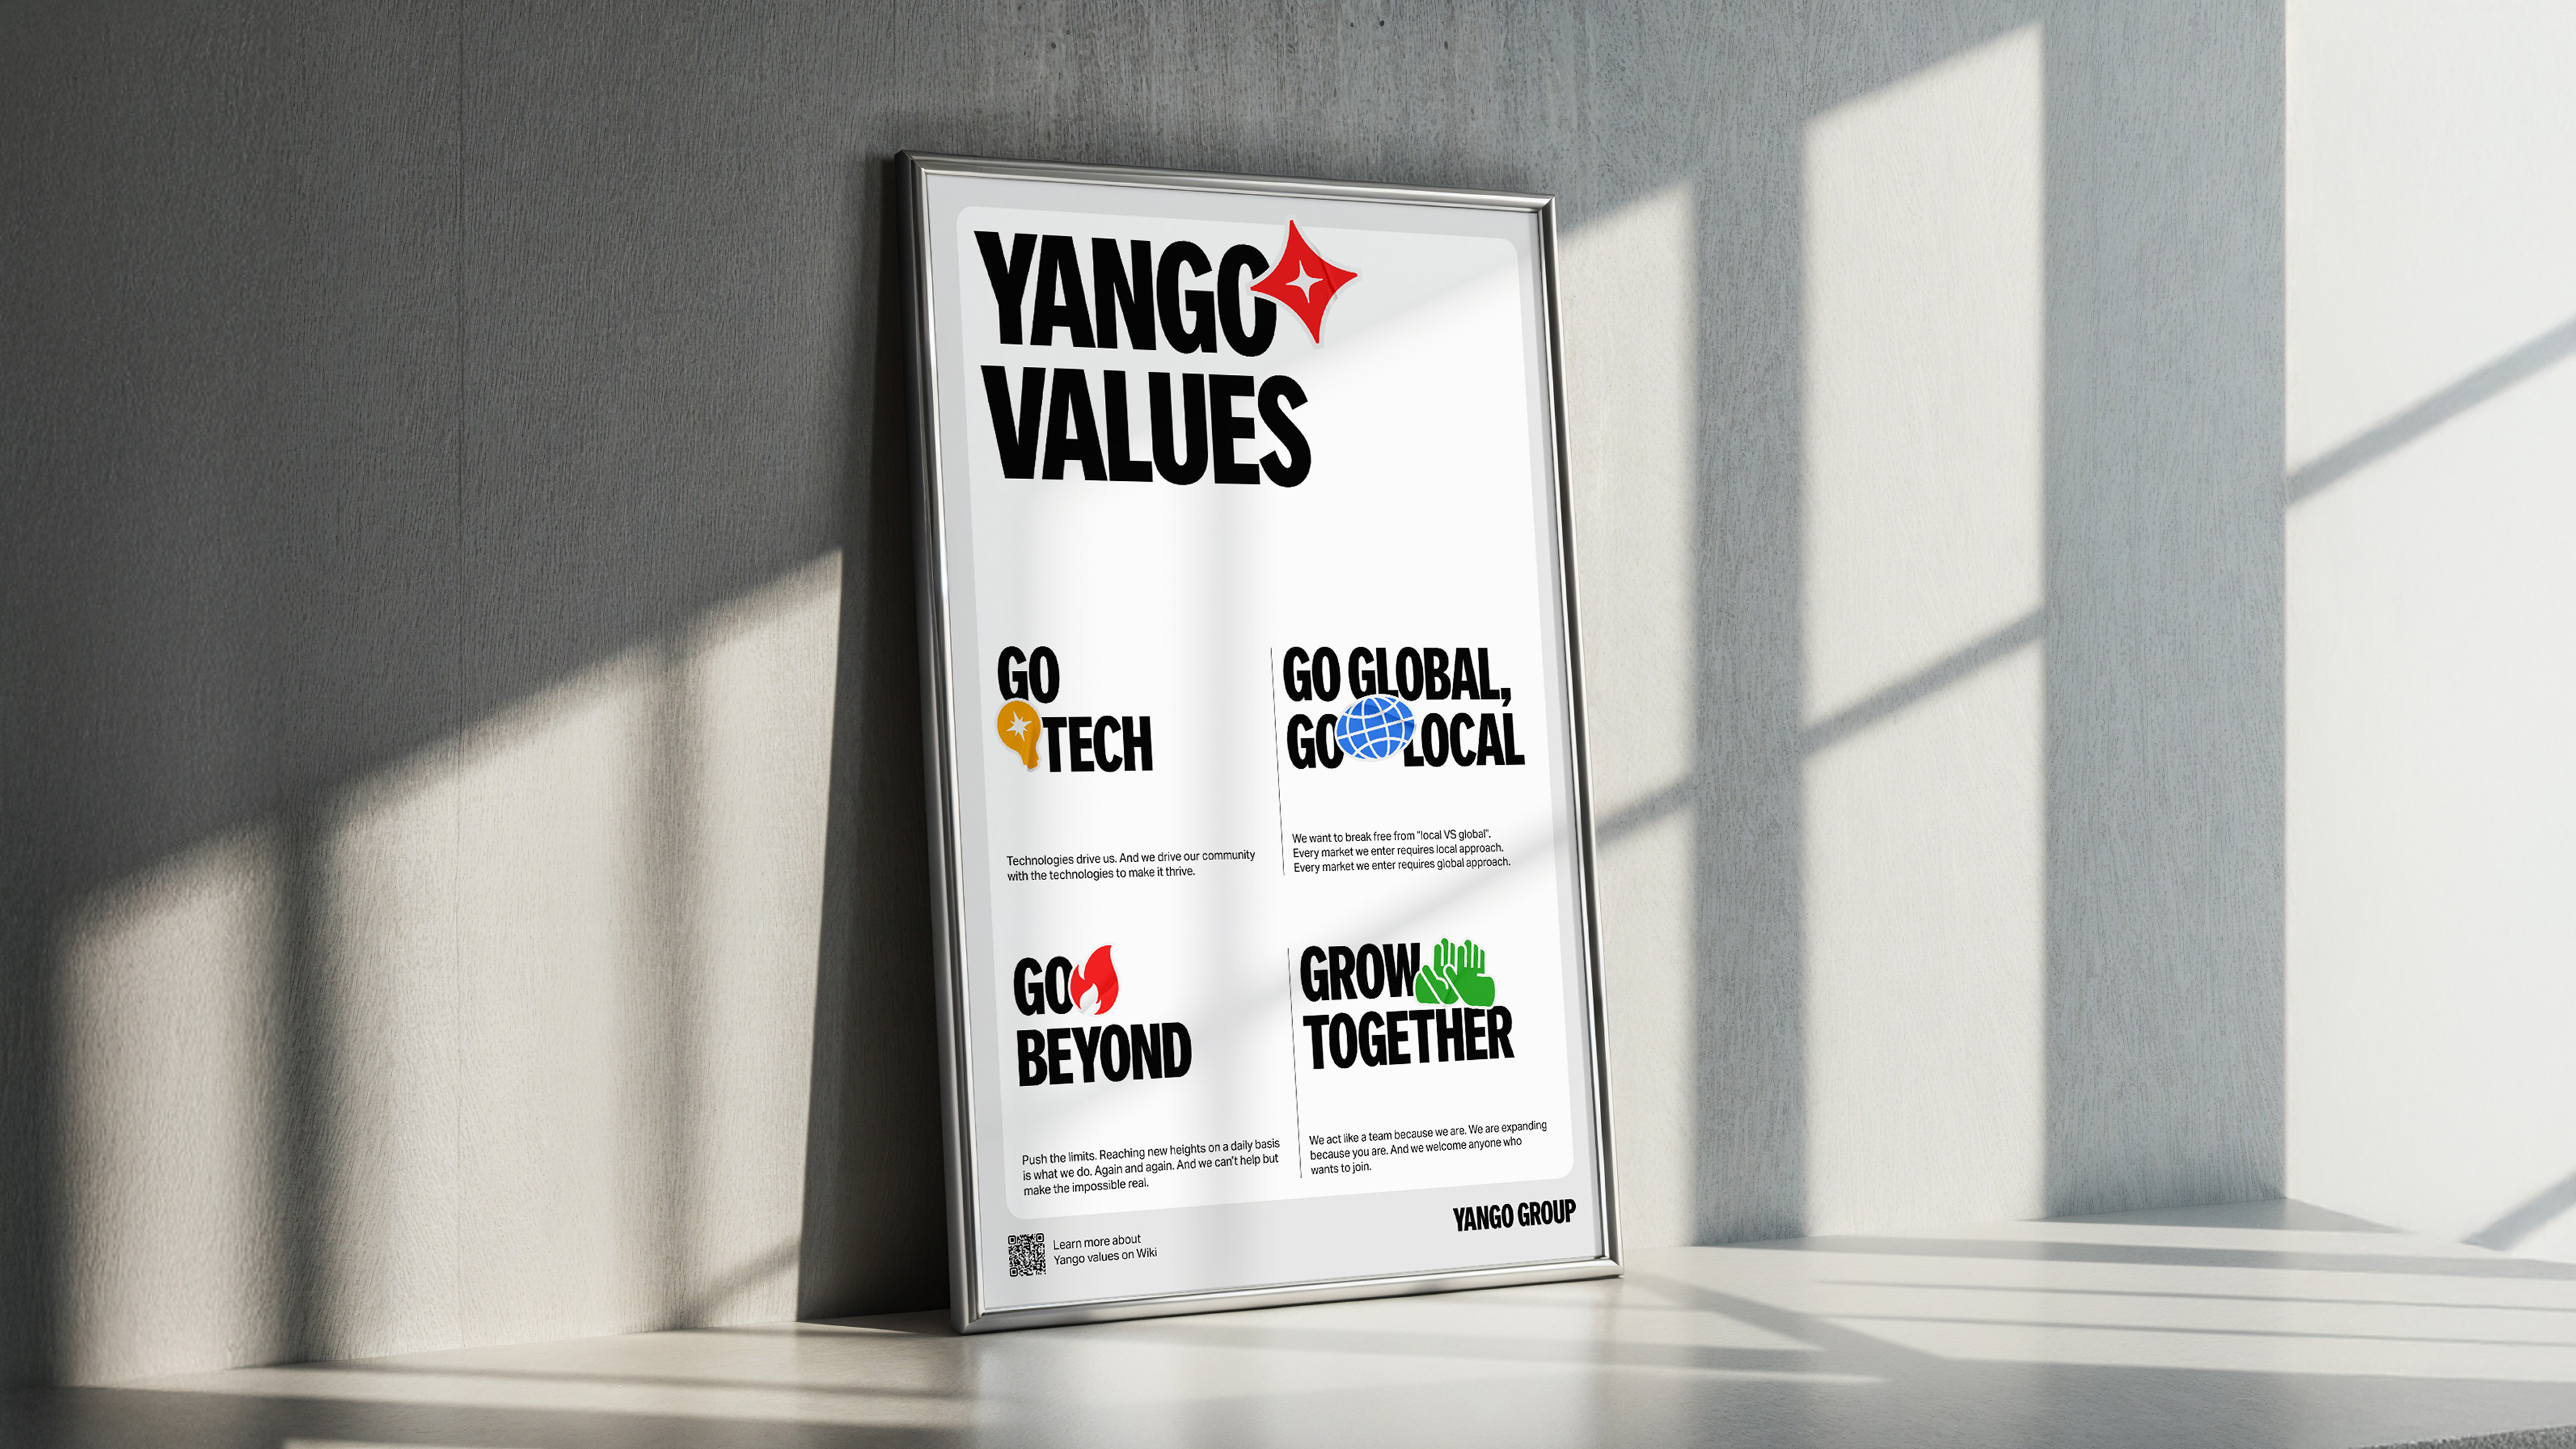 YANGO
VALUES
GO
TECH
Technologies drive us. And we drive our community
with the technologies to make it thrive.
GO GLOBAL,
GO LOCAL
We want to break free from "local VS global".
Every market we enter requires local approach.
Every market we enter requires global approach.
GO
BEYOND
Push the limits. Reaching new heights on a daily basis
is what we do. Again and again. And we can't help but
make the impossible real.
GROW
TOGETHER
We act like a team because we are. We are expanding
because you are. And we welcome anyone who
wants to join.
Learn more about
Yango values on Wiki
YANGO GROUP